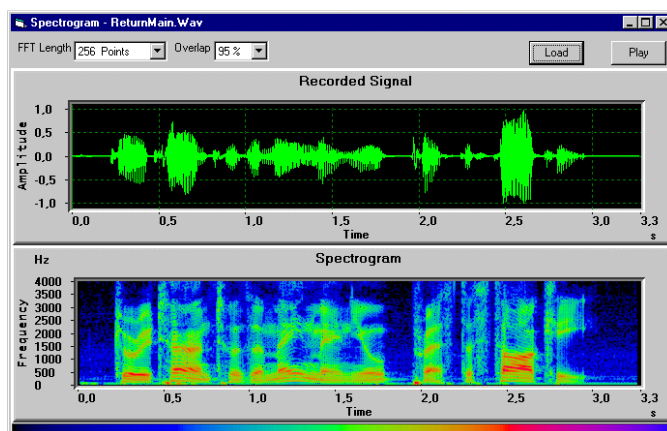 Spectrogram - ReturnMain.Wav
FFT Length 256 Points Overlap 95 % Load Play
Recorded Signal
Amplitude
1,0
0,5
0,0
-0,5
-1,0
0,0 0,5 1,0 1,5 2,0 2,5 3,0 3,3
Time s
Hz Spectrogram
Frequency
4000
3500
3000
2500
2000
1500
1000
500
0
0,0 0,5 1,0 1,5 2,0 2,5 3,0 3,3
Time s